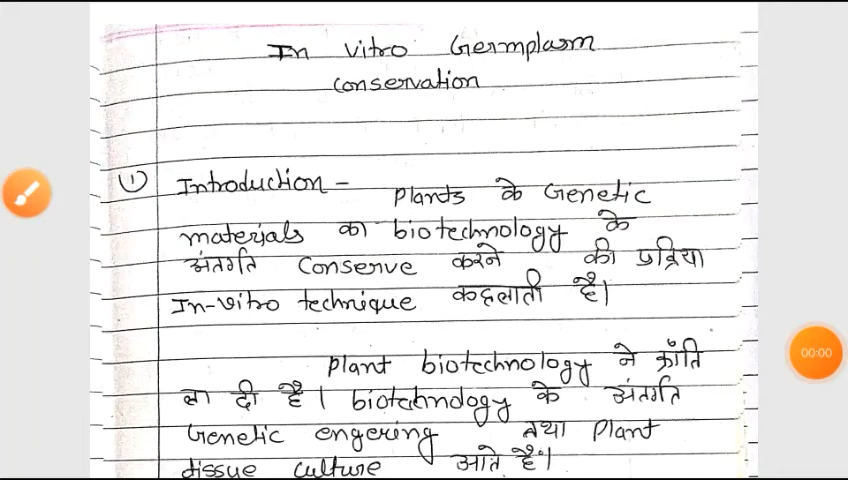 In vitro Germplasm
conservation
① Introduction -
Plants के Genetic
materials का biotechnology के
अंतर्गत conserve करने की प्रक्रिया
In-vitro technique कहलाती है।
plant biotechnology ने क्राँति
ला दी है। biotechnology के अंतर्गत
Genetic engering तथा plant
tissue culture आते हैं।
00:00